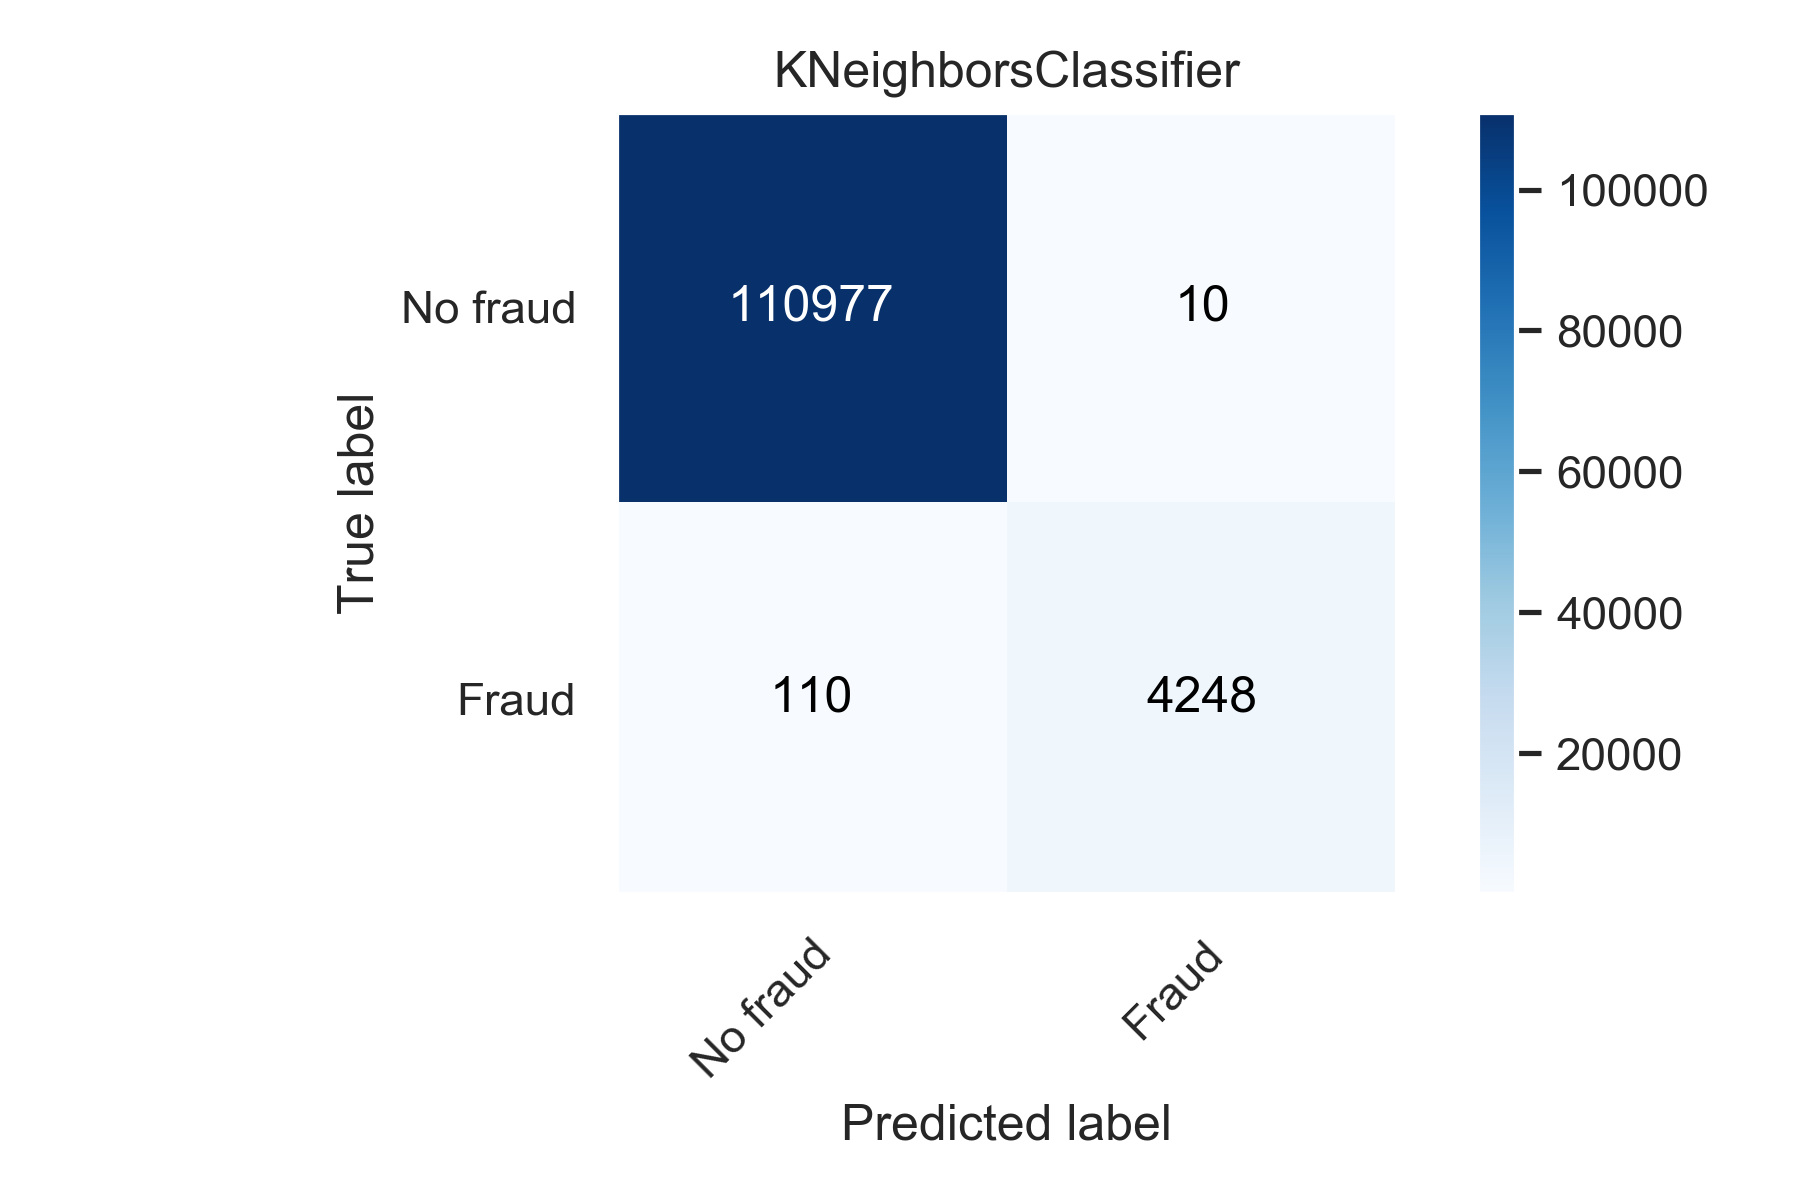 KNeighborsClassifier
No fraud
110977
10
Fraud
110
4248
True label
No fraud
Fraud
Predicted label
100000
80000
60000
40000
20000